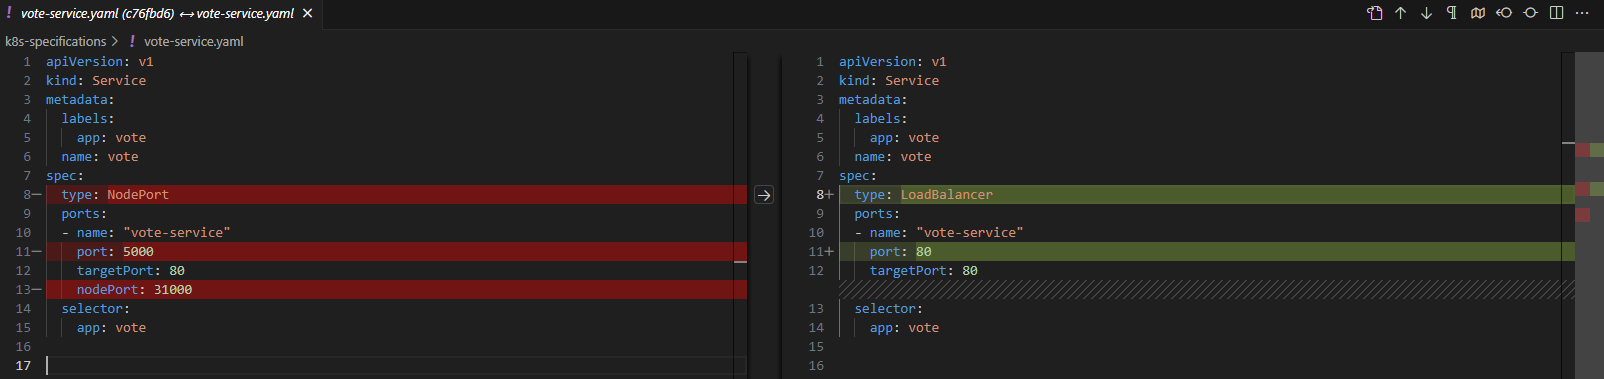 ! vote-service.yaml (c76fbd6) ↔ vote-service.yaml ×
k8s-specifications > ! vote-service.yaml
1 apiVersion: v1
2 kind: Service
3 metadata:
4 labels:
5 app: vote
6 name: vote
7 spec:
8− type: NodePort
9 ports:
10 - name: "vote-service"
11− port: 5000
12 targetPort: 80
13− nodePort: 31000
14 selector:
15 app: vote
16
17
1 apiVersion: v1
2 kind: Service
3 metadata:
4 labels:
5 app: vote
6 name: vote
7 spec:
8+ type: LoadBalancer
9 ports:
10 - name: "vote-service"
11+ port: 80
12 targetPort: 80
13 selector:
14 app: vote
15
16